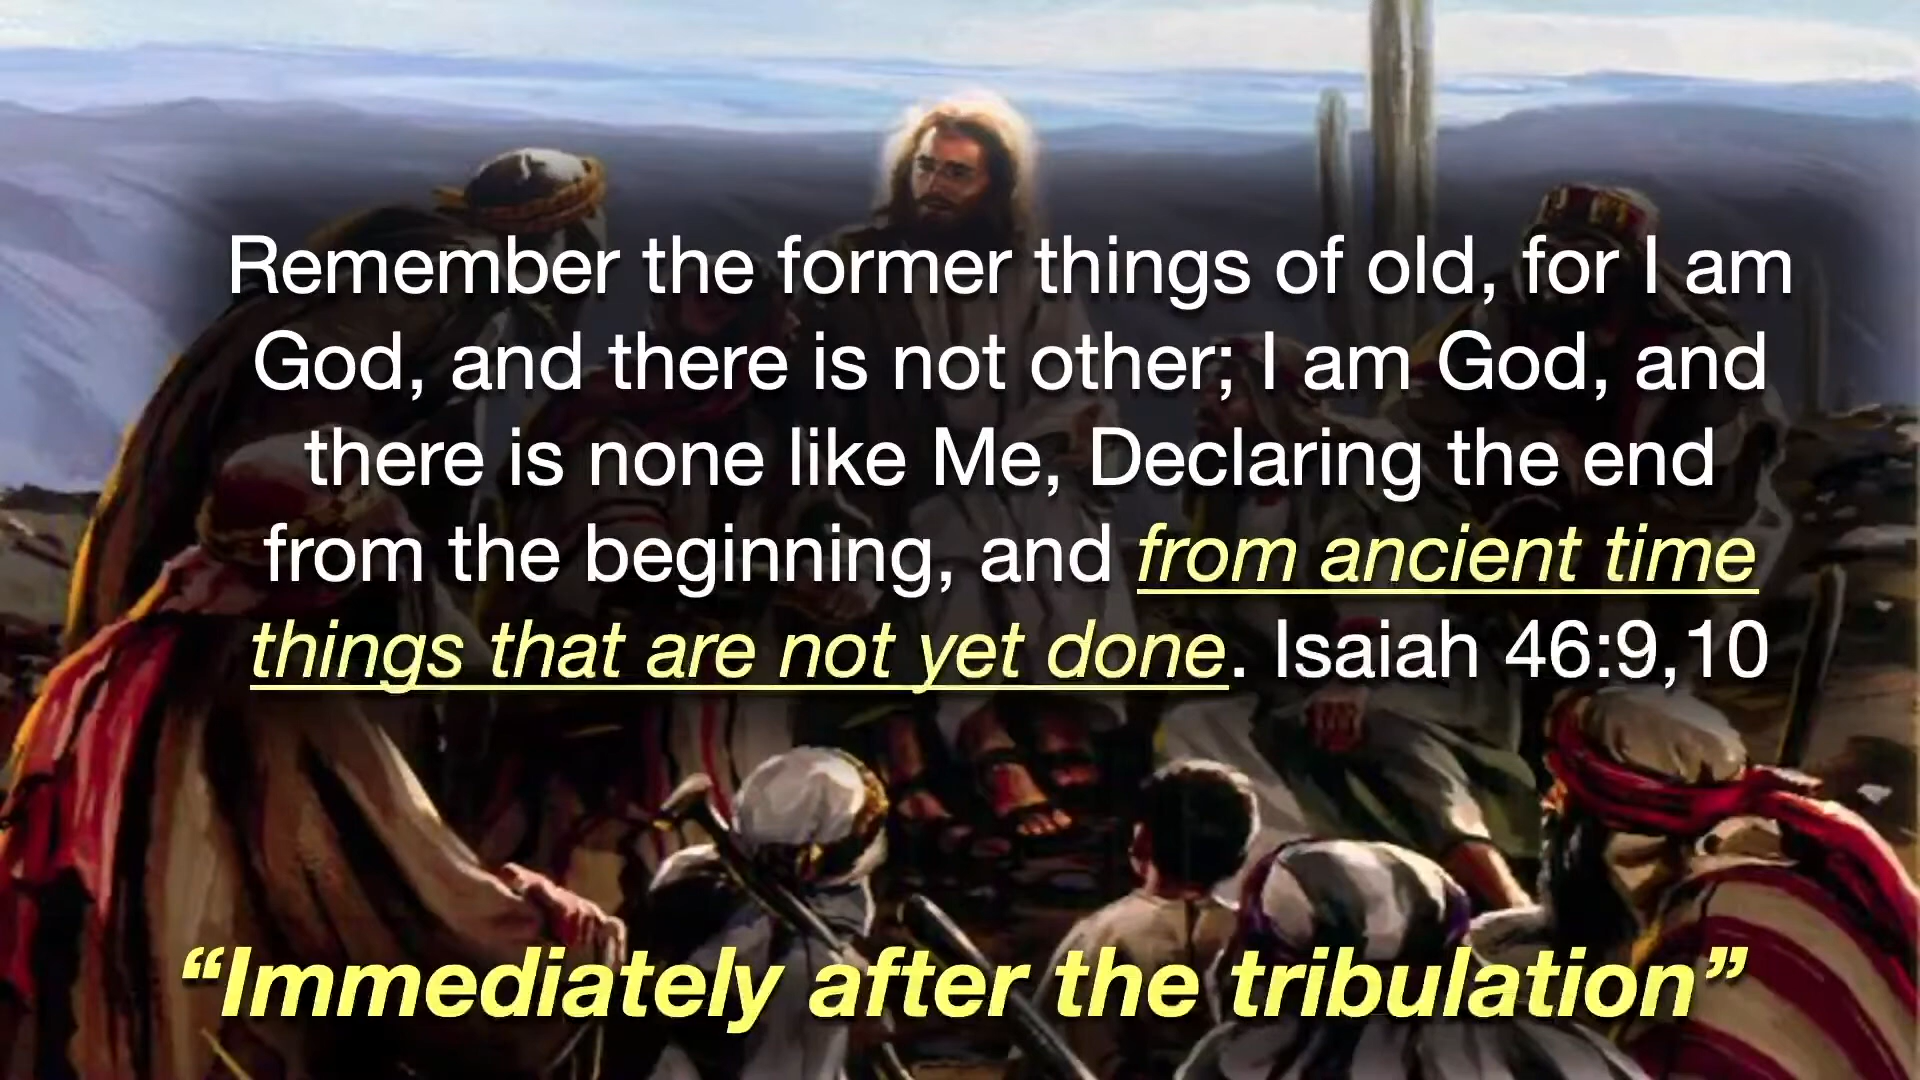 Remember the former things of old, for I am
God, and there is not other; I am God, and
there is none like Me, Declaring the end
from the beginning, and from ancient time
things that are not yet done. Isaiah 46:9,10
“Immediately after the tribulation”